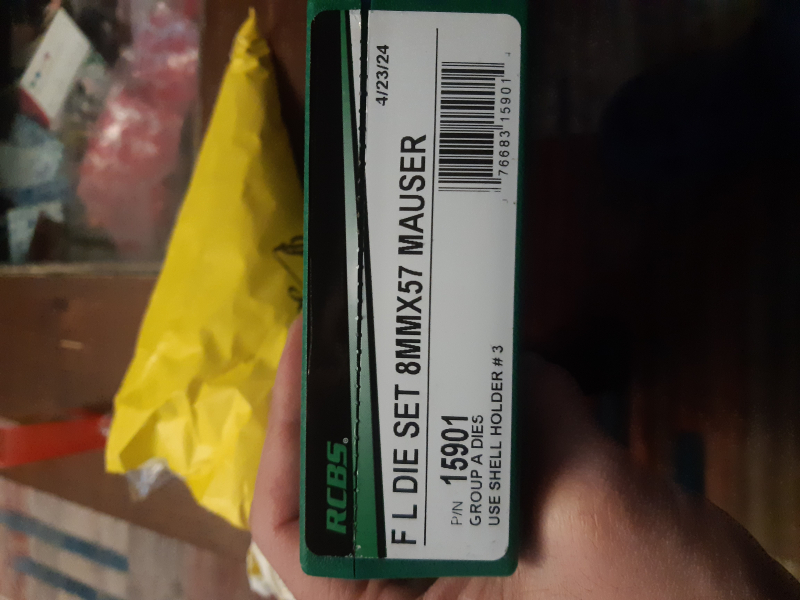 RCBS.
4/23/24
F L DIE SET 8MMX57 MAUSER
P/N 15901
GROUP A DIES
USE SHELL HOLDER # 3
76683 15901